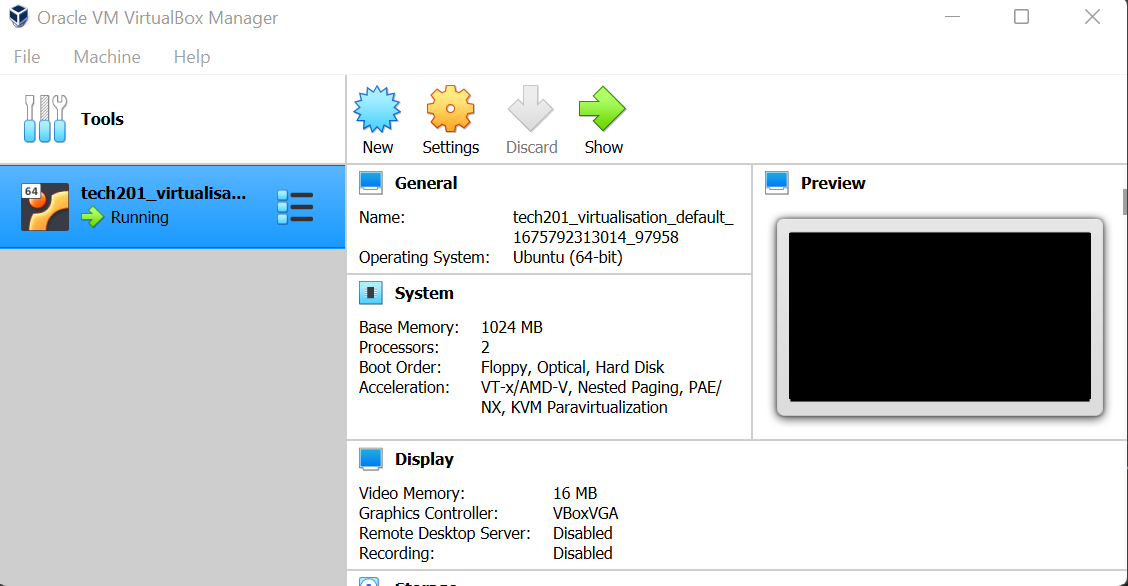 Oracle VM VirtualBox Manager
File Machine Help
Tools
New Settings Discard Show
64
tech201_virtualisa...
Running
General
Name: tech201_virtualisation_default_
1675792313014_97958
Operating System: Ubuntu (64-bit)
Preview
System
Base Memory: 1024 MB
Processors: 2
Boot Order: Floppy, Optical, Hard Disk
Acceleration: VT-x/AMD-V, Nested Paging, PAE/
NX, KVM Paravirtualization
Display
Video Memory: 16 MB
Graphics Controller: VBoxVGA
Remote Desktop Server: Disabled
Recording: Disabled